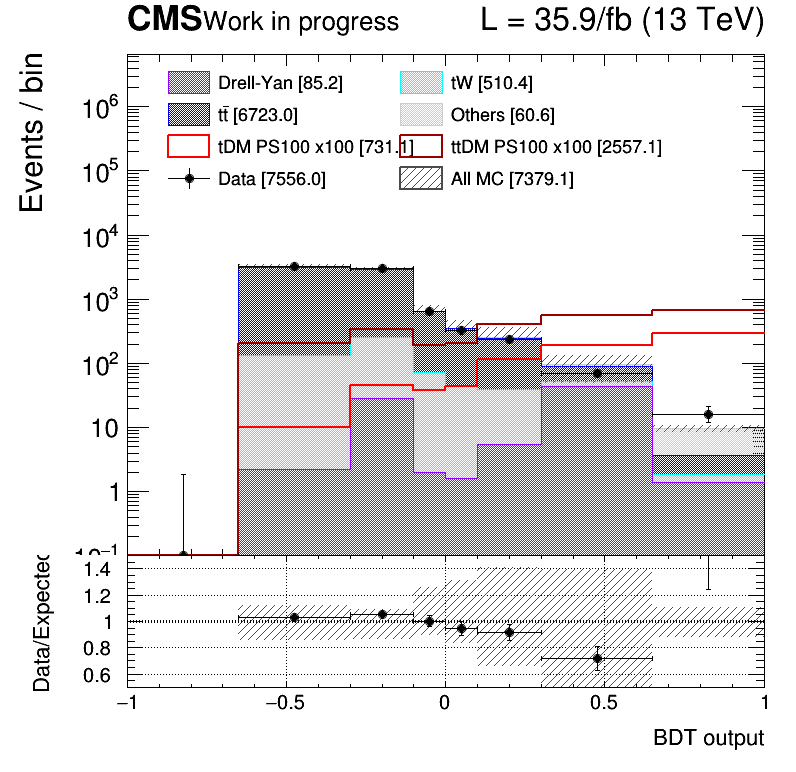 CMS Work in progress L = 35.9/fb (13 TeV)
Events / bin
Drell-Yan [85.2] tW [510.4]
tt̄ [6723.0] Others [60.6]
tDM PS100 x100 [731.1] ttDM PS100 x100 [2557.1]
Data [7556.0] All MC [7379.1]
10⁶
10⁵
10⁴
10³
10²
10
1
10⁻¹
Data/Expected
1.4
1.2
1
0.8
0.6
−1 −0.5 0 0.5 1
BDT output